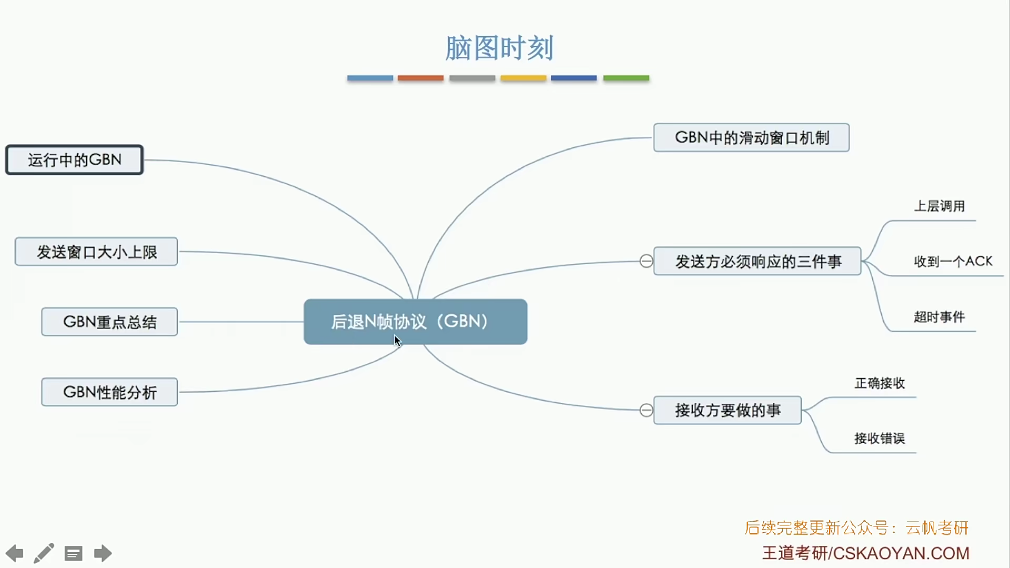 脑图时刻
运行中的GBN
发送窗口大小上限
GBN重点总结
GBN性能分析
后退N帧协议（GBN）
GBN中的滑动窗口机制
发送方必须响应的三件事
上层调用
收到一个ACK
超时事件
接收方要做的事
正确接收
接收错误
后续完整更新公众号：云帆考研
王道考研/CSKAOYAN.COM